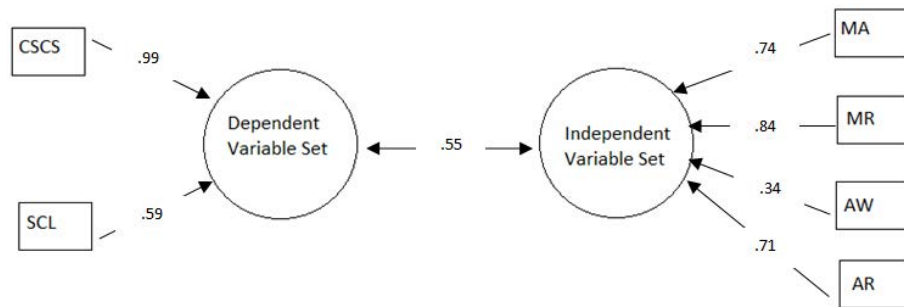 CSCS
.99
Dependent
Variable Set
SCL
.59
.55
Independent
Variable Set
MA
.74
MR
.84
AW
.34
AR
.71